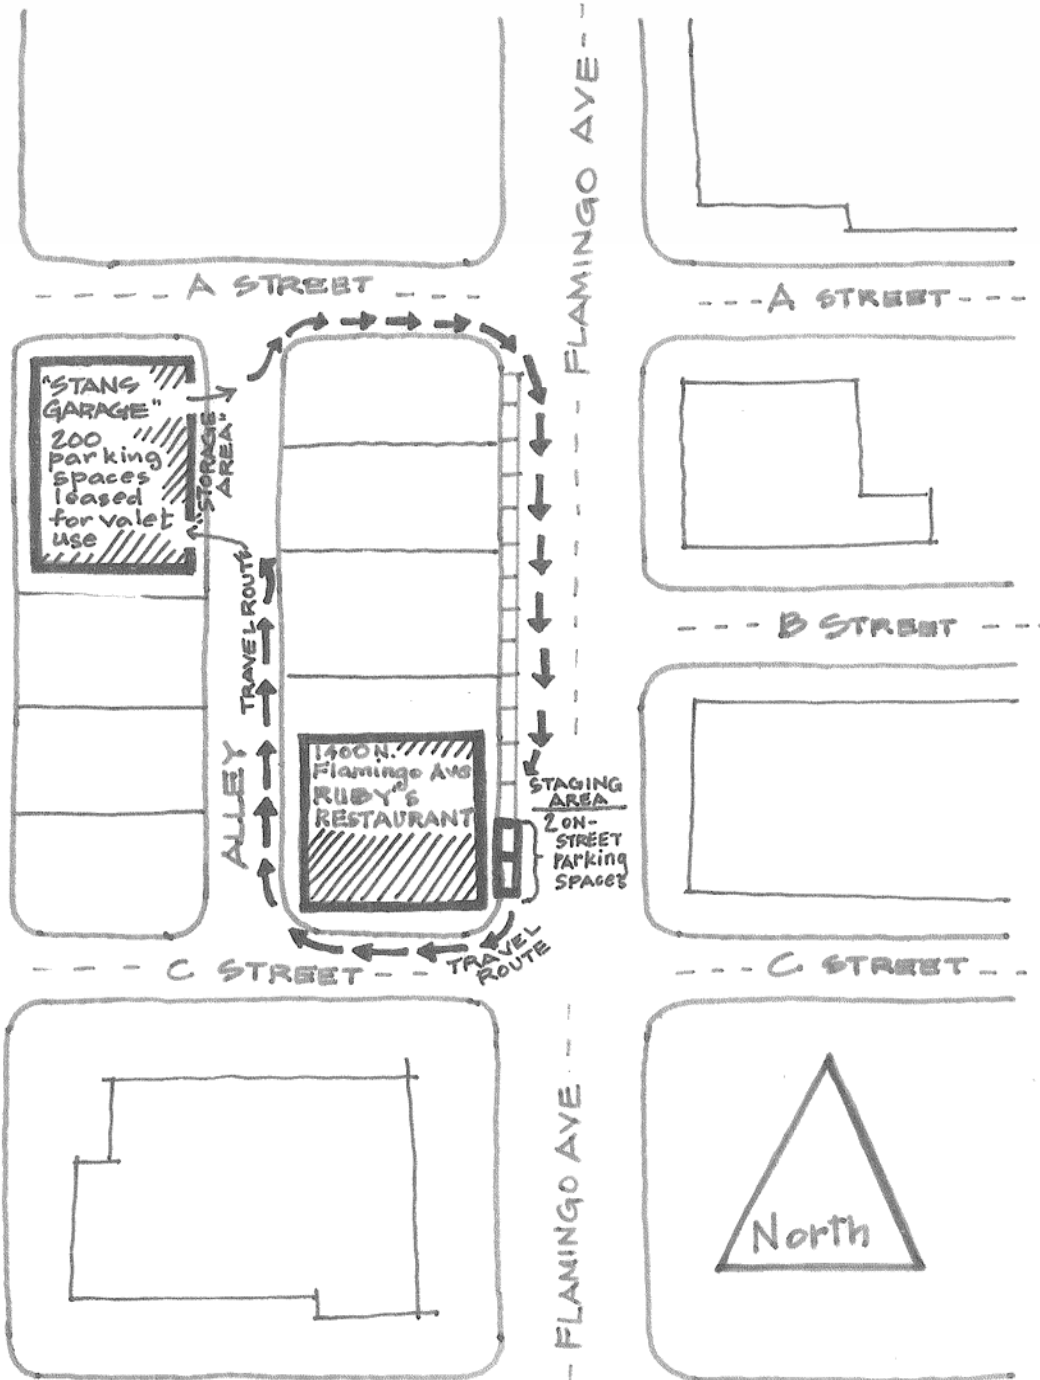 FLAMINGO AVE
A STREET
A STREET
"STANS
GARAGE"
200
parking
spaces
leased
for valet
use
"STORAGE
AREA"
TRAVEL ROUTE
ALLEY
B STREET
1400 N.
Flamingo Ave
RUBY'S
RESTAURANT
STAGING
AREA
2 ON-
STREET
Parking
SPACES
TRAVEL
ROUTE
C STREET
C STREET
FLAMINGO AVE
North